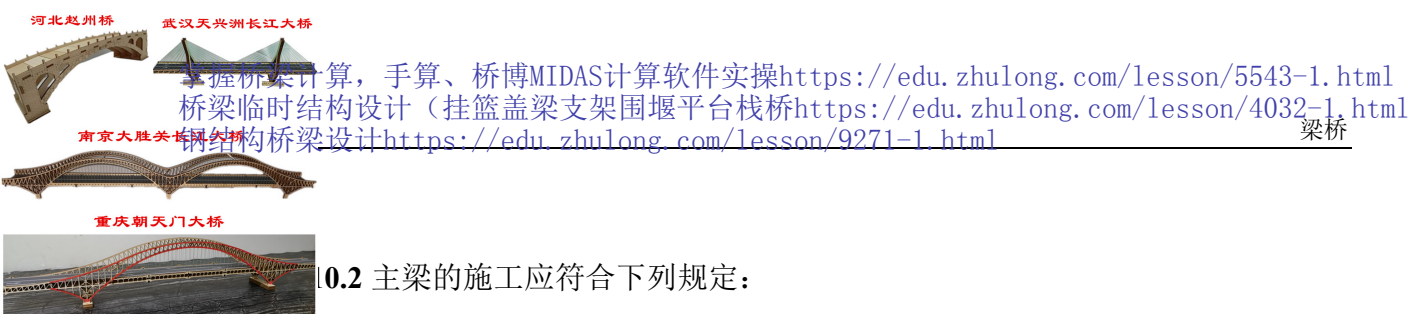 河北赵州桥
武汉天兴洲长江大桥
掌握桥梁计算，手算、桥博MIDAS计算软件实操https://edu.zhulong.com/lesson/5543-1.html
桥梁临时结构设计（挂篮盖梁支架围堰平台栈桥https://edu.zhulong.com/lesson/4032-1.html
南京大胜关长江大桥
钢结构桥梁设计https://edu.zhulong.com/lesson/9271-1.html
梁桥
重庆朝天门大桥
10.2 主梁的施工应符合下列规定：